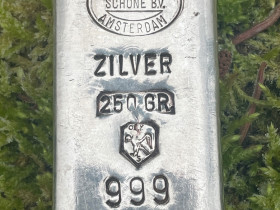 SCHÖNE B.V.
AMSTERDAM
ZILVER
250 GR.
999